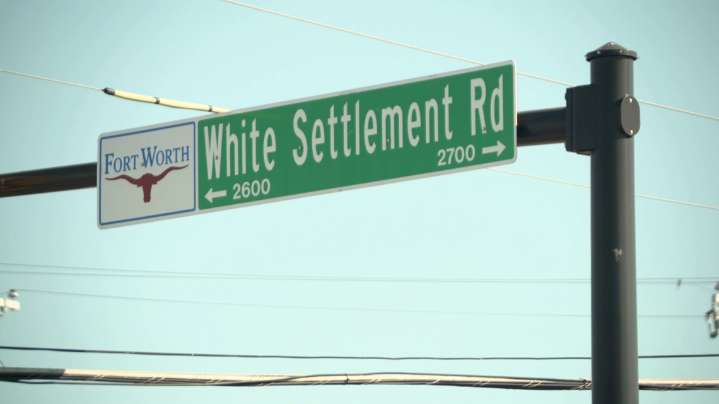 FORT WORTH
White Settlement Rd
← 2600
2700 →